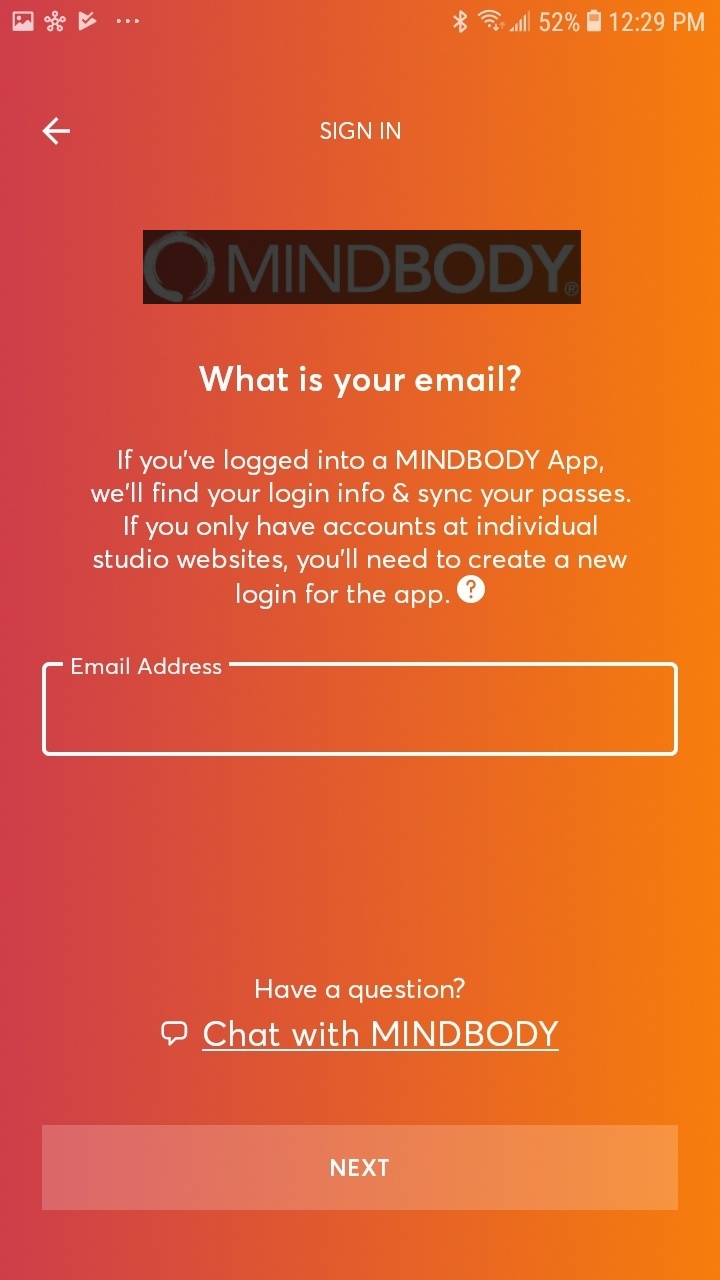 52% 12:29 PM
SIGN IN
MINDBODY®
What is your email?
If you've logged into a MINDBODY App,
we'll find your login info & sync your passes.
If you only have accounts at individual
studio websites, you'll need to create a new
login for the app. ?
Email Address
Have a question?
Chat with MINDBODY
NEXT